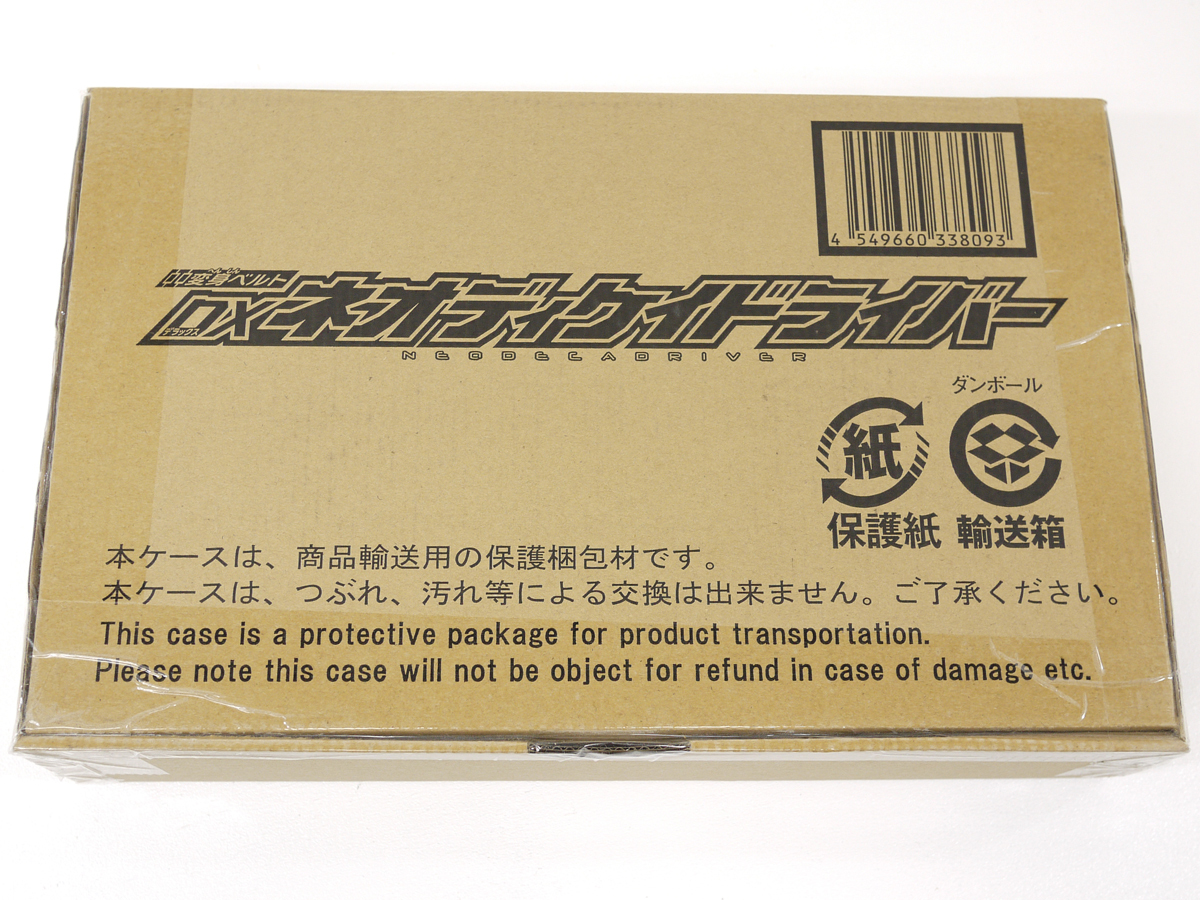 4 549660 338093
変身ベルト
へんしん
DXネオディケイドライバー
デラックス
NEODECADRIVER
ダンボール
紙
保護紙 輸送箱
本ケースは、商品輸送用の保護梱包材です。
本ケースは、つぶれ、汚れ等による交換は出来ません。ご了承ください。
This case is a protective package for product transportation.
Please note this case will not be object for refund in case of damage etc.